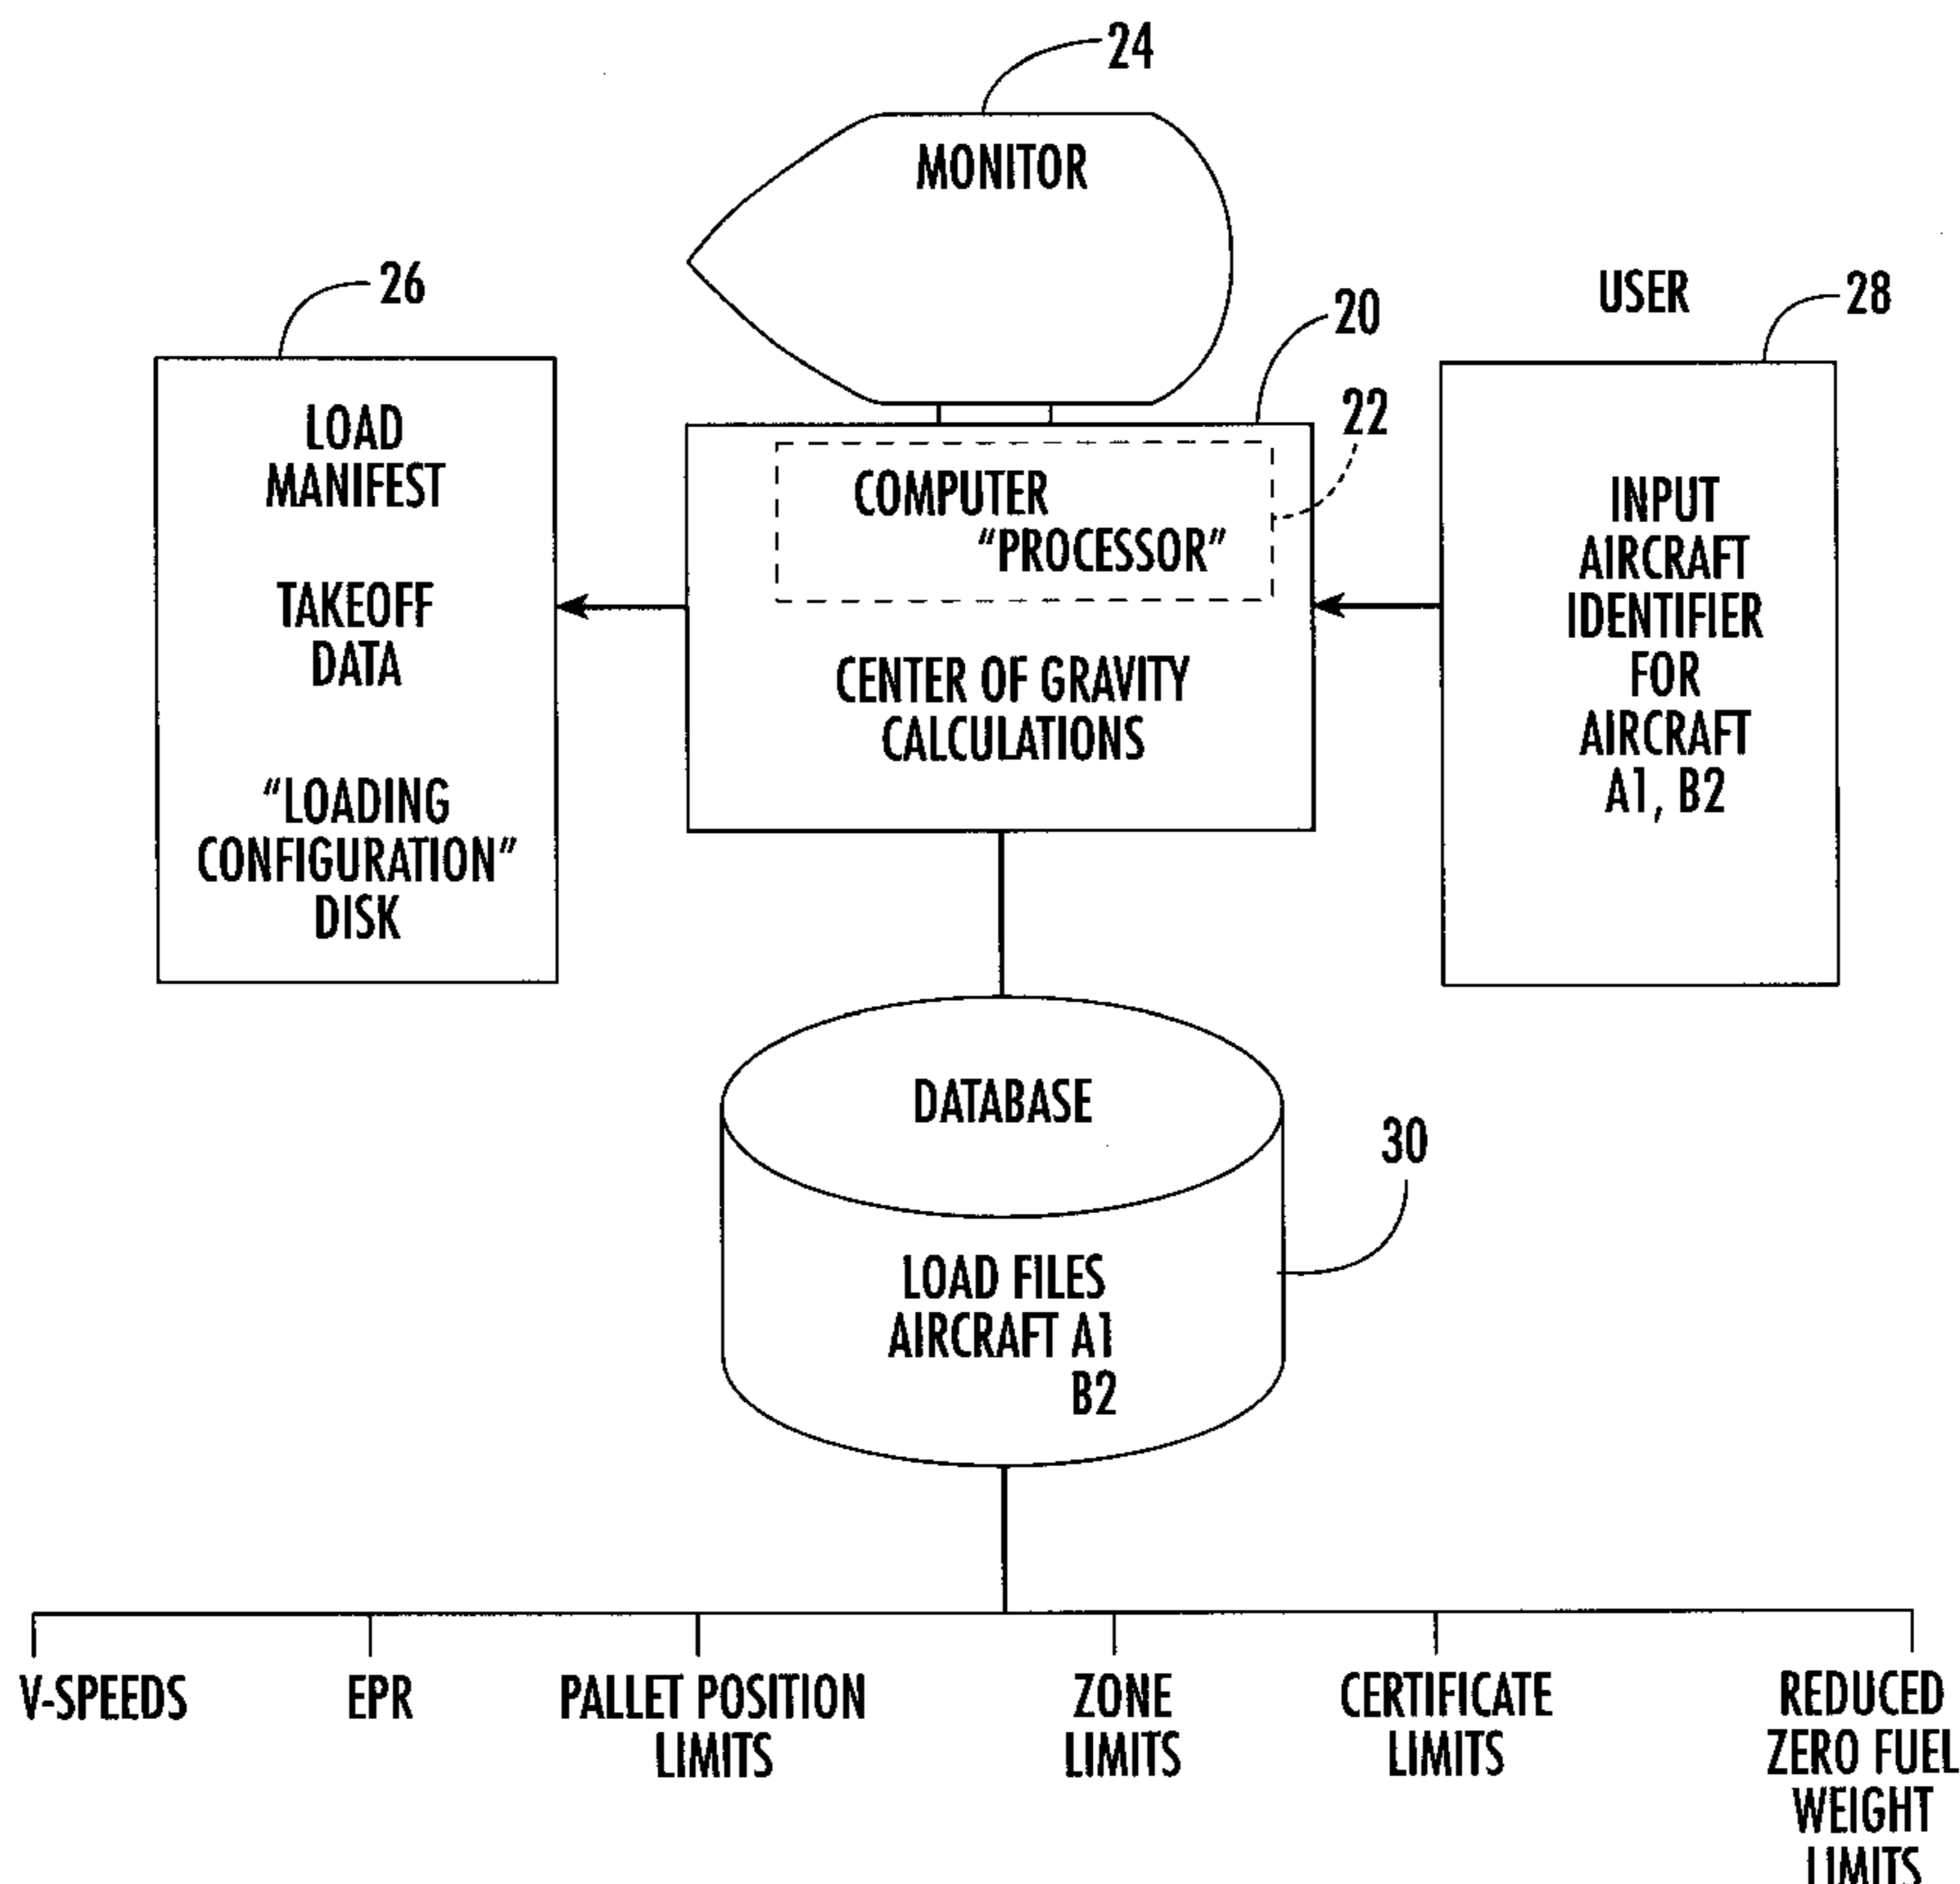 24
MONITOR
26
20
USER
28
22
LOAD
MANIFEST
TAKEOFF
DATA
"LOADING
CONFIGURATION"
DISK
COMPUTER
"PROCESSOR"
CENTER OF GRAVITY
CALCULATIONS
INPUT
AIRCRAFT
IDENTIFIER
FOR
AIRCRAFT
A1, B2
DATABASE
30
LOAD FILES
AIRCRAFT A1
B2
V-SPEEDS
EPR
PALLET POSITION
LIMITS
ZONE
LIMITS
CERTIFICATE
LIMITS
REDUCED
ZERO FUEL
WEIGHT
LIMITS